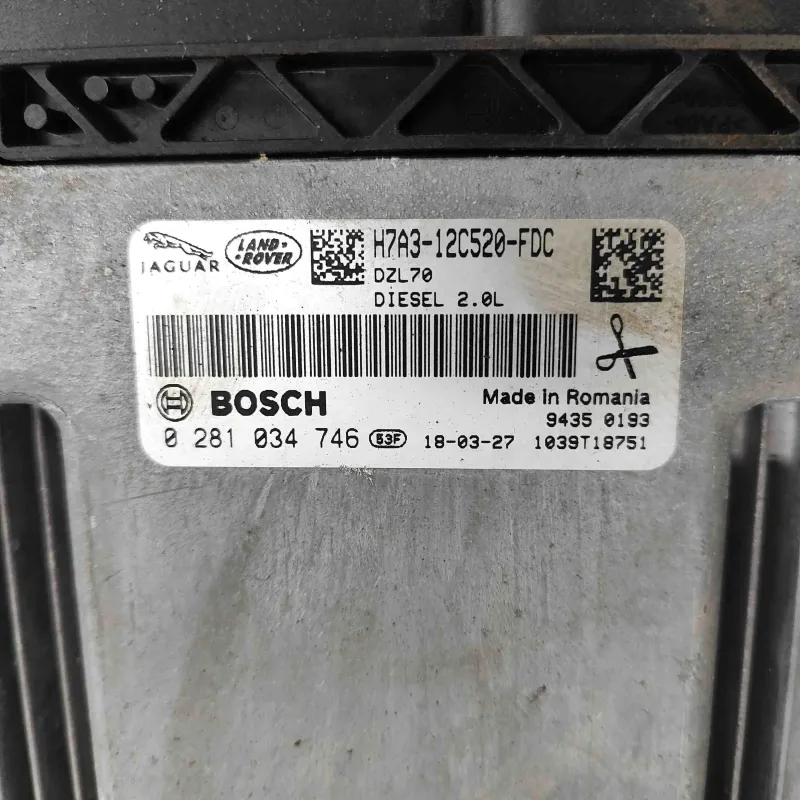 JAGUAR
LAND-
-ROVER
H7A3-12C520-FDC
DZL70
DIESEL 2.0L
BOSCH
Made in Romania
9435 0193
0 281 034 746 53F 18-03-27 1039T18751